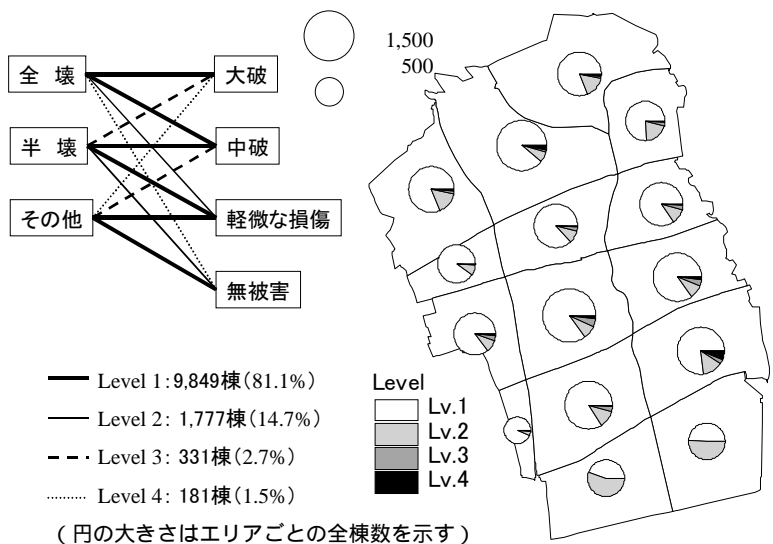 1,500
500
全 壊
大破
半 壊
中破
その他
軽微な損傷
無被害
Level 1:9,849棟(81.1%)
Level 2: 1,777棟(14.7%)
Level 3: 331棟(2.7%)
Level 4: 181棟(1.5%)
(円の大きさはエリアごとの全棟数を示す)
Level
Lv.1
Lv.2
Lv.3
Lv.4